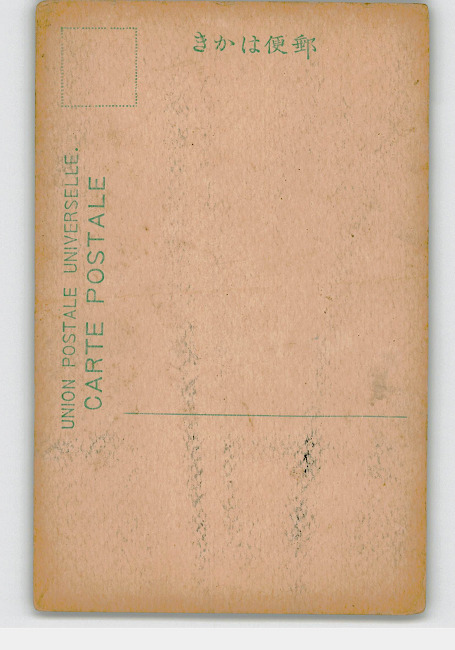 きかは便郵
UNION POSTALE UNIVERSELLE.
CARTE POSTALE